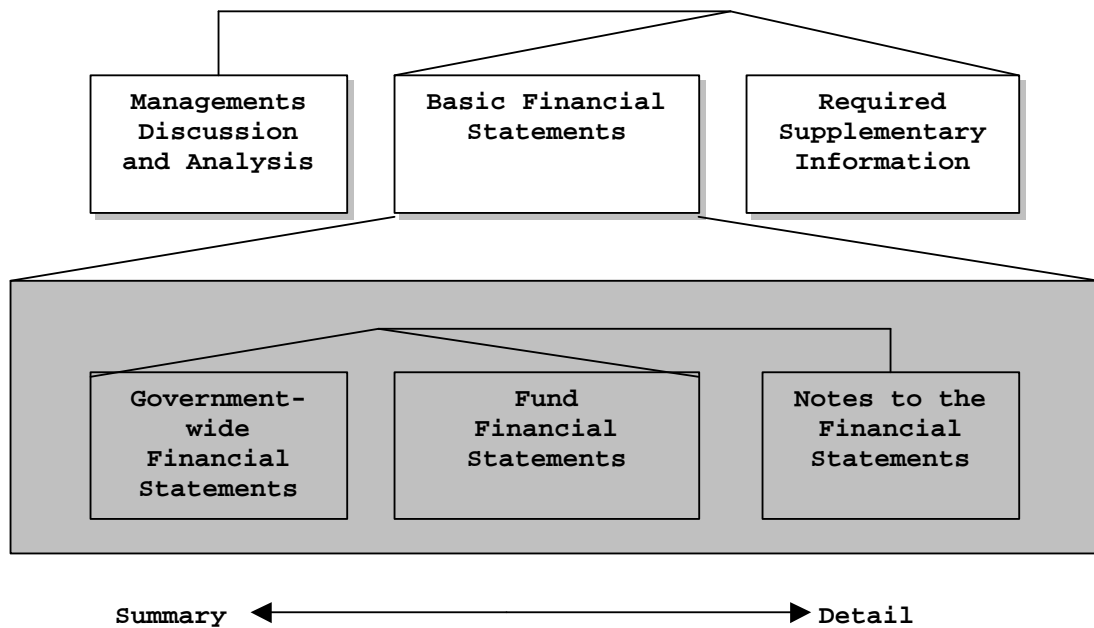 Managements
Discussion
and Analysis
Basic Financial
Statements
Required
Supplementary
Information
Government-
wide
Financial
Statements
Fund
Financial
Statements
Notes to the
Financial
Statements
Summary
Detail